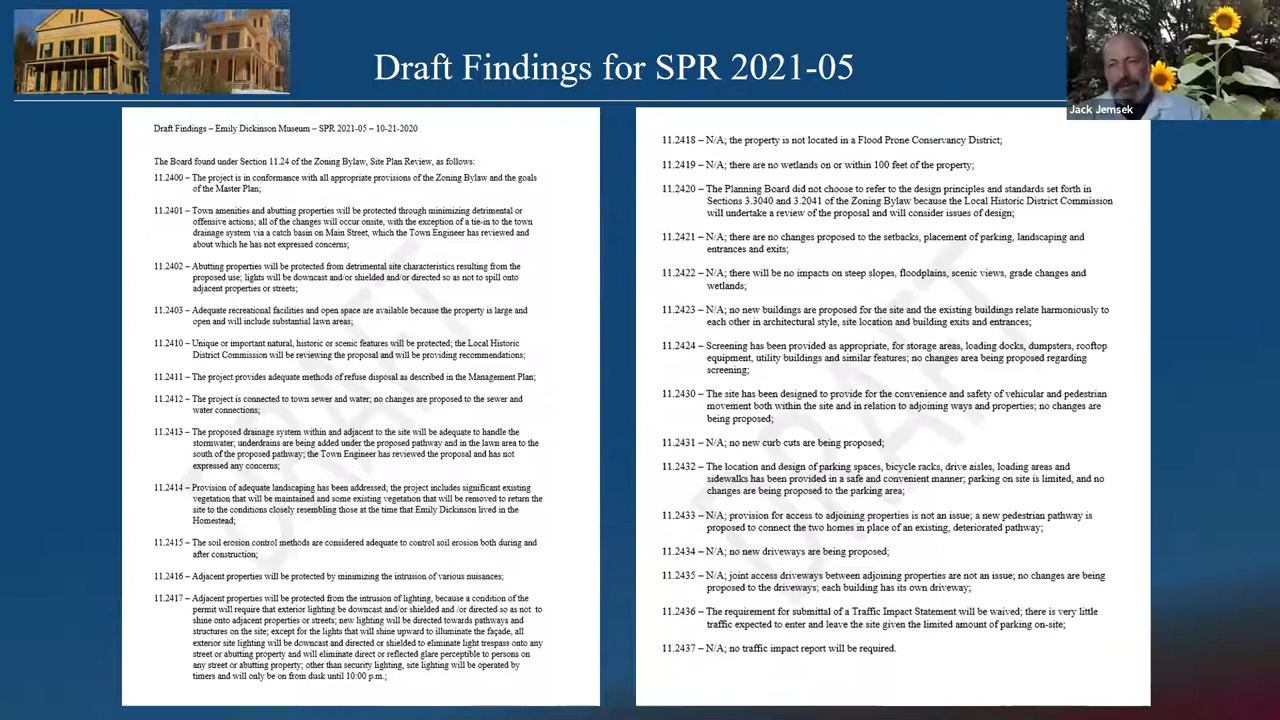 Draft Findings for SPR 2021-05
Jack Jemsek
Draft Findings – Emily Dickinson Museum – SPR 2021-05 – 10-21-2020
The Board found under Section 11.24 of the Zoning Bylaw, Site Plan Review, as follows:
11.2400 – The project is in conformance with all appropriate provisions of the Zoning Bylaw and the goals
of the Master Plan;
11.2401 – Town amenities and abutting properties will be protected through minimizing detrimental or
offensive actions; all of the changes will occur onsite, with the exception of a tie-in to the town
drainage system via a catch basin on Main Street, which the Town Engineer has reviewed and
about which he has not expressed concerns;
11.2402 – Abutting properties will be protected from detrimental site characteristics resulting from the
proposed use; lights will be downcast and/or shielded and/or directed so as not to spill onto
adjacent properties or streets;
11.2403 – Adequate recreational facilities and open space are available because the property is large and
open and will include substantial lawn areas;
11.2410 – Unique or important natural, historic or scenic features will be protected; the Local Historic
District Commission will be reviewing the proposal and will be providing recommendations;
11.2411 – The project provides adequate methods of refuse disposal as described in the Management Plan;
11.2412 – The project is connected to town sewer and water; no changes are proposed to the sewer and
water connections;
11.2413 – The proposed drainage system within and adjacent to the site will be adequate to handle the
stormwater; underdrains are being added under the proposed pathway and in the lawn area to the
south of the proposed pathway; the Town Engineer has reviewed the proposal and has not
expressed any concerns;
11.2414 – Provision of adequate landscaping has been addressed; the project includes significant existing
vegetation that will be maintained and some existing vegetation that will be removed to return the
site to the conditions closely resembling those at the time that Emily Dickinson lived in the
Homestead;
11.2415 – The soil erosion control methods are considered adequate to control soil erosion both during and
after construction;
11.2416 – Adjacent properties will be protected by minimizing the intrusion of various nuisances;
11.2417 – Adjacent properties will be protected from the intrusion of lighting, because a condition of the
permit will require that exterior lighting be downcast and/or shielded and /or directed so as not to
shine onto adjacent properties or streets; new lighting will be directed towards pathways and
structures on the site; except for the lights that will shine upward to illuminate the façade, all
exterior site lighting will be downcast and directed or shielded to eliminate light trespass onto any
street or abutting property and will eliminate direct or reflected glare perceptible to persons on
any street or abutting property; other than security lighting, site lighting will be operated by
timers and will only be on from dusk until 10:00 p.m.;
11.2418 – N/A; the property is not located in a Flood Prone Conservancy District;
11.2419 – N/A; there are no wetlands on or within 100 feet of the property;
11.2420 – The Planning Board did not choose to refer to the design principles and standards set forth in
Sections 3.3040 and 3.2041 of the Zoning Bylaw because the Local Historic District Commission
will undertake a review of the proposal and will consider issues of design;
11.2421 – N/A; there are no changes proposed to the setbacks, placement of parking, landscaping and
entrances and exits;
11.2422 – N/A; there will be no impacts on steep slopes, floodplains, scenic views, grade changes and
wetlands;
11.2423 – N/A; no new buildings are proposed for the site and the existing buildings relate harmoniously to
each other in architectural style, site location and building exits and entrances;
11.2424 – Screening has been provided as appropriate, for storage areas, loading docks, dumpsters, rooftop
equipment, utility buildings and similar features; no changes area being proposed regarding
screening;
11.2430 – The site has been designed to provide for the convenience and safety of vehicular and pedestrian
movement both within the site and in relation to adjoining ways and properties; no changes are
being proposed;
11.2431 – N/A; no new curb cuts are being proposed;
11.2432 – The location and design of parking spaces, bicycle racks, drive aisles, loading areas and
sidewalks has been provided in a safe and convenient manner; parking on site is limited, and no
changes are being proposed to the parking area;
11.2433 – N/A; provision for access to adjoining properties is not an issue; a new pedestrian pathway is
proposed to connect the two homes in place of an existing, deteriorated pathway;
11.2434 – N/A; no new driveways are being proposed;
11.2435 – N/A; joint access driveways between adjoining properties are not an issue; no changes are being
proposed to the driveways; each building has its own driveway;
11.2436 – The requirement for submittal of a Traffic Impact Statement will be waived; there is very little
traffic expected to enter and leave the site given the limited amount of parking on-site;
11.2437 – N/A; no traffic impact report will be required.
DRAFT
DRAFT